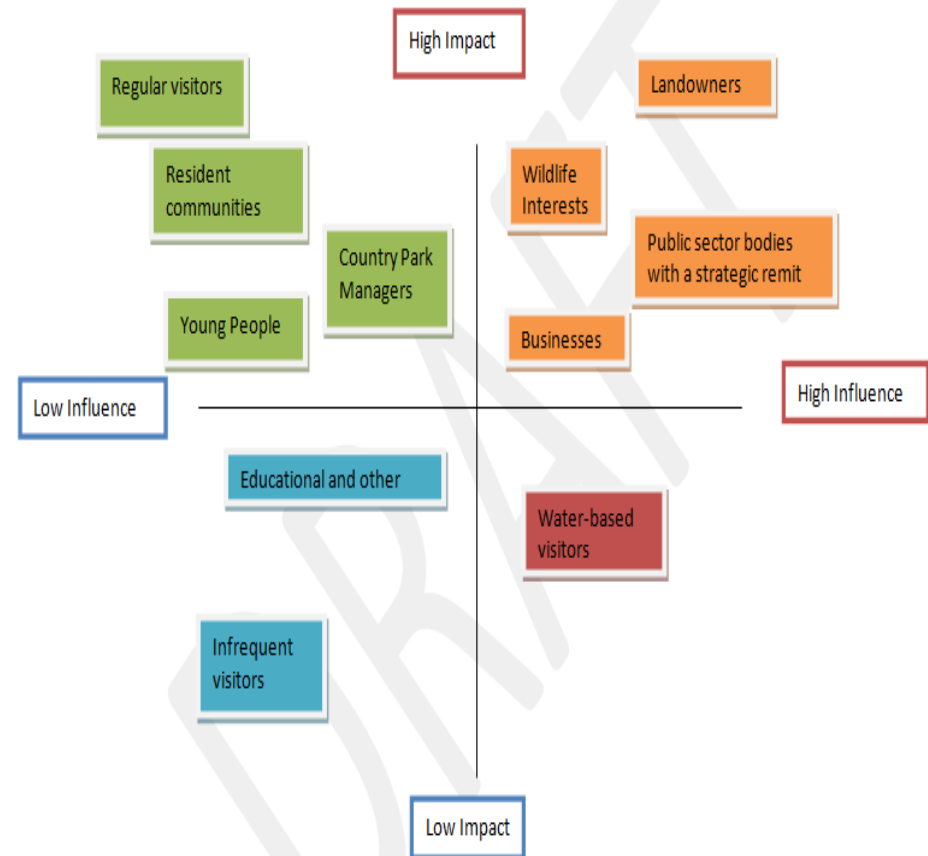 High Impact
Regular visitors
Landowners
Resident
communities
Wildlife
Interests
Country Park
Managers
Public sector bodies
with a strategic remit
Young People
Businesses
Low Influence
High Influence
Educational and other
Water-based
visitors
Infrequent
visitors
Low Impact
DRAFT